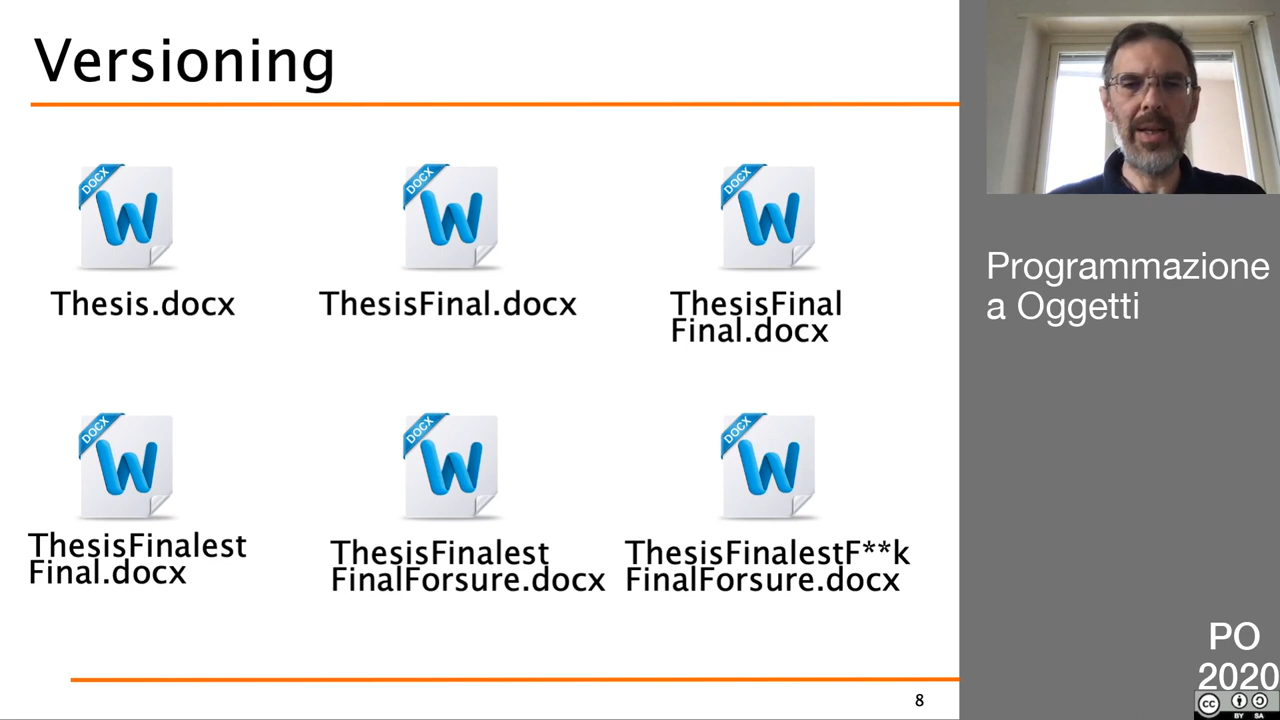 Versioning
DOCX
DOCX
DOCX
W
W
W
Thesis.docx
ThesisFinal.docx
ThesisFinal
Final.docx
DOCX
DOCX
DOCX
W
W
W
ThesisFinalest
Final.docx
ThesisFinalest
FinalForsure.docx
ThesisFinalestF**k
FinalForsure.docx
8
Programmazione
a Oggetti
PO
2020
cc
BY SA